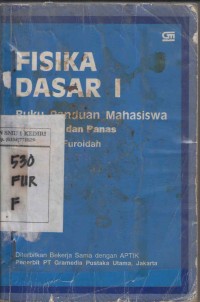 GM
FISIKA
DASAR I
Buku Panduan Mahasiswa
dan Panas
Furoidah
530
FUR
F
Diterbitkan Bekerja Sama dengan APTIK
Penerbit PT Gramedia Pustaka Utama, Jakarta